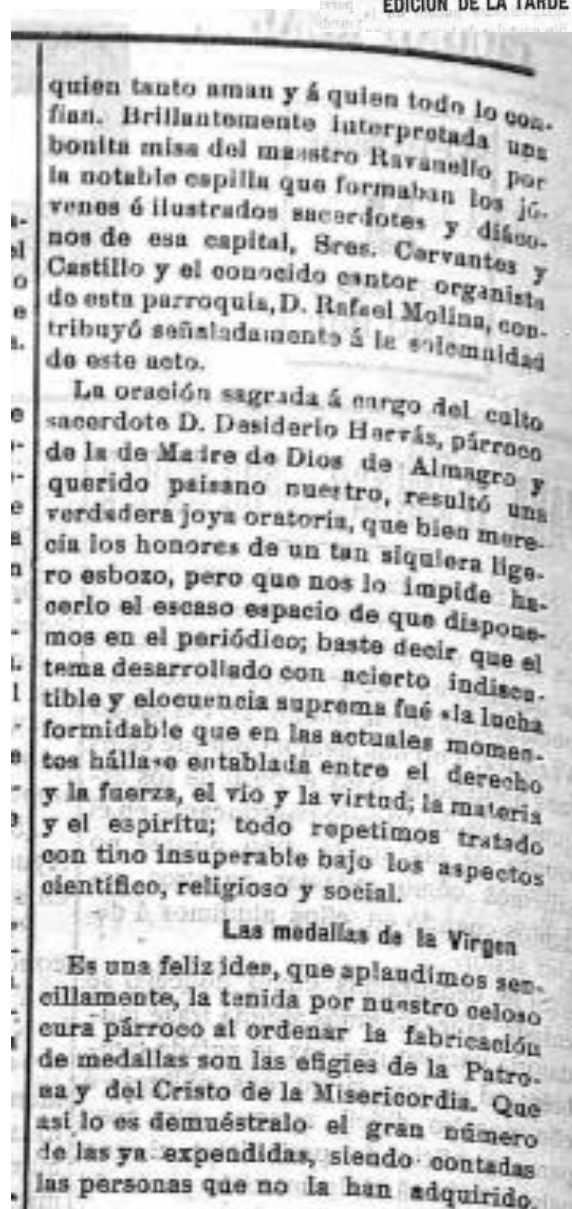 EDICIÓN DE LA TARDE
quien tanto aman y á quien todo lo con-
fían. Brillantemente interpretada una
bonita misa del maestro Ravanello, por
la notable capilla que formaban los jó-
venes é ilustrados sacerdotes y diáco-
nos de esa capital, Sres. Cervantes y
Castillo y el conocido cantor organista
de esta parroquia, D. Rafael Molina, con-
tribuyó señaladamente á la solemnidad
de este acto.
La oración sagrada á cargo del culto
sacerdote D. Desiderio Herrás, párroco
de la de Madre de Dios de Almagro y
querido paisano nuestro, resultó una
verdadera joya oratoria, que bien mere-
cía los honores de un tan siquiera lige-
ro esbozo, pero que nos lo impide ha-
cerlo el escaso espacio de que dispone-
mos en el periódico; baste decir que el
tema desarrollado con acierto indiscu-
tible y elocuencia suprema fué «la lucha
formidable que en las actuales momen-
tos hállase entablada entre el derecho
y la fuerza, el vio y la virtud; la materia
y el espíritu; todo repetimos tratado
con tino insuperable bajo los aspectos
científico, religioso y social.
Las medallas de la Virgen
Es una feliz idea, que aplaudimos sen-
cillamente, la tenida por nuestro celoso
cura párroco al ordenar la fabricación
de medallas son las efigies de la Patro-
na y del Cristo de la Misericordia. Que
así lo es demuéstralo el gran número
de las ya expendidas, siendo contadas
las personas que no la han adquirido,